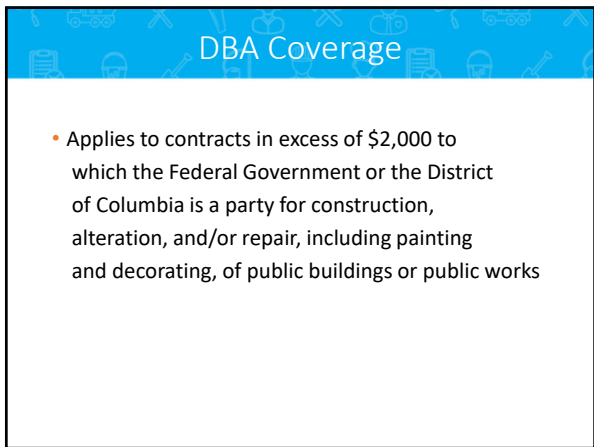 DBA Coverage
• Applies to contracts in excess of $2,000 to
which the Federal Government or the District
of Columbia is a party for construction,
alteration, and/or repair, including painting
and decorating, of public buildings or public works